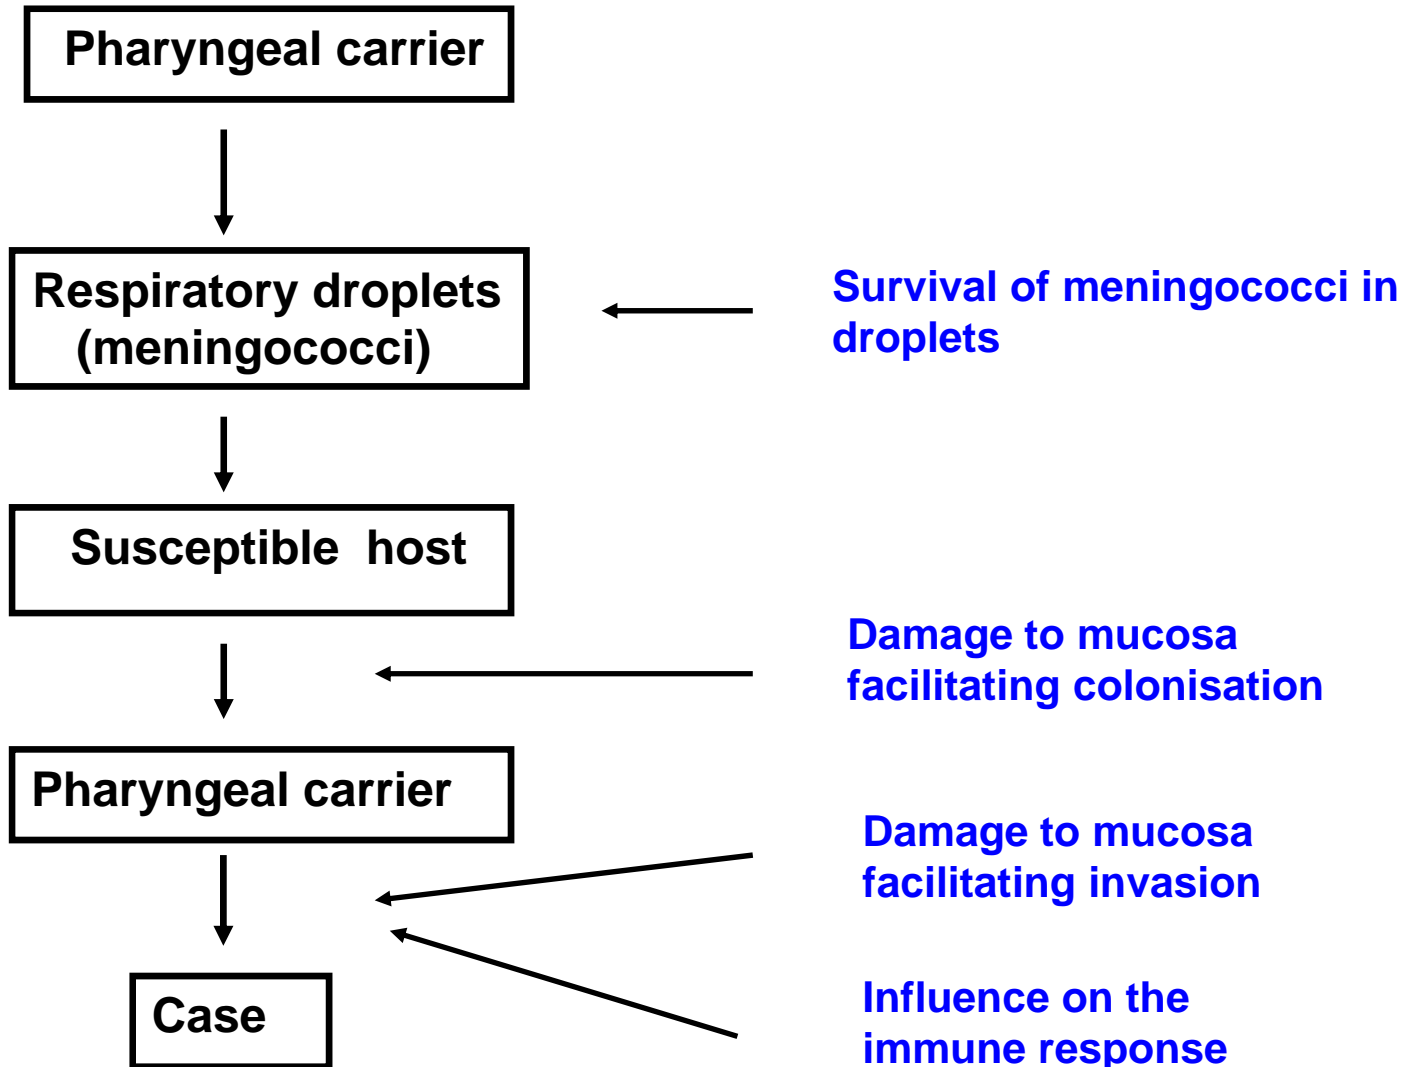 Pharyngeal carrier
Respiratory droplets
(meningococci)
Survival of meningococci in
droplets
Susceptible host
Damage to mucosa
facilitating colonisation
Pharyngeal carrier
Damage to mucosa
facilitating invasion
Case
Influence on the
immune response